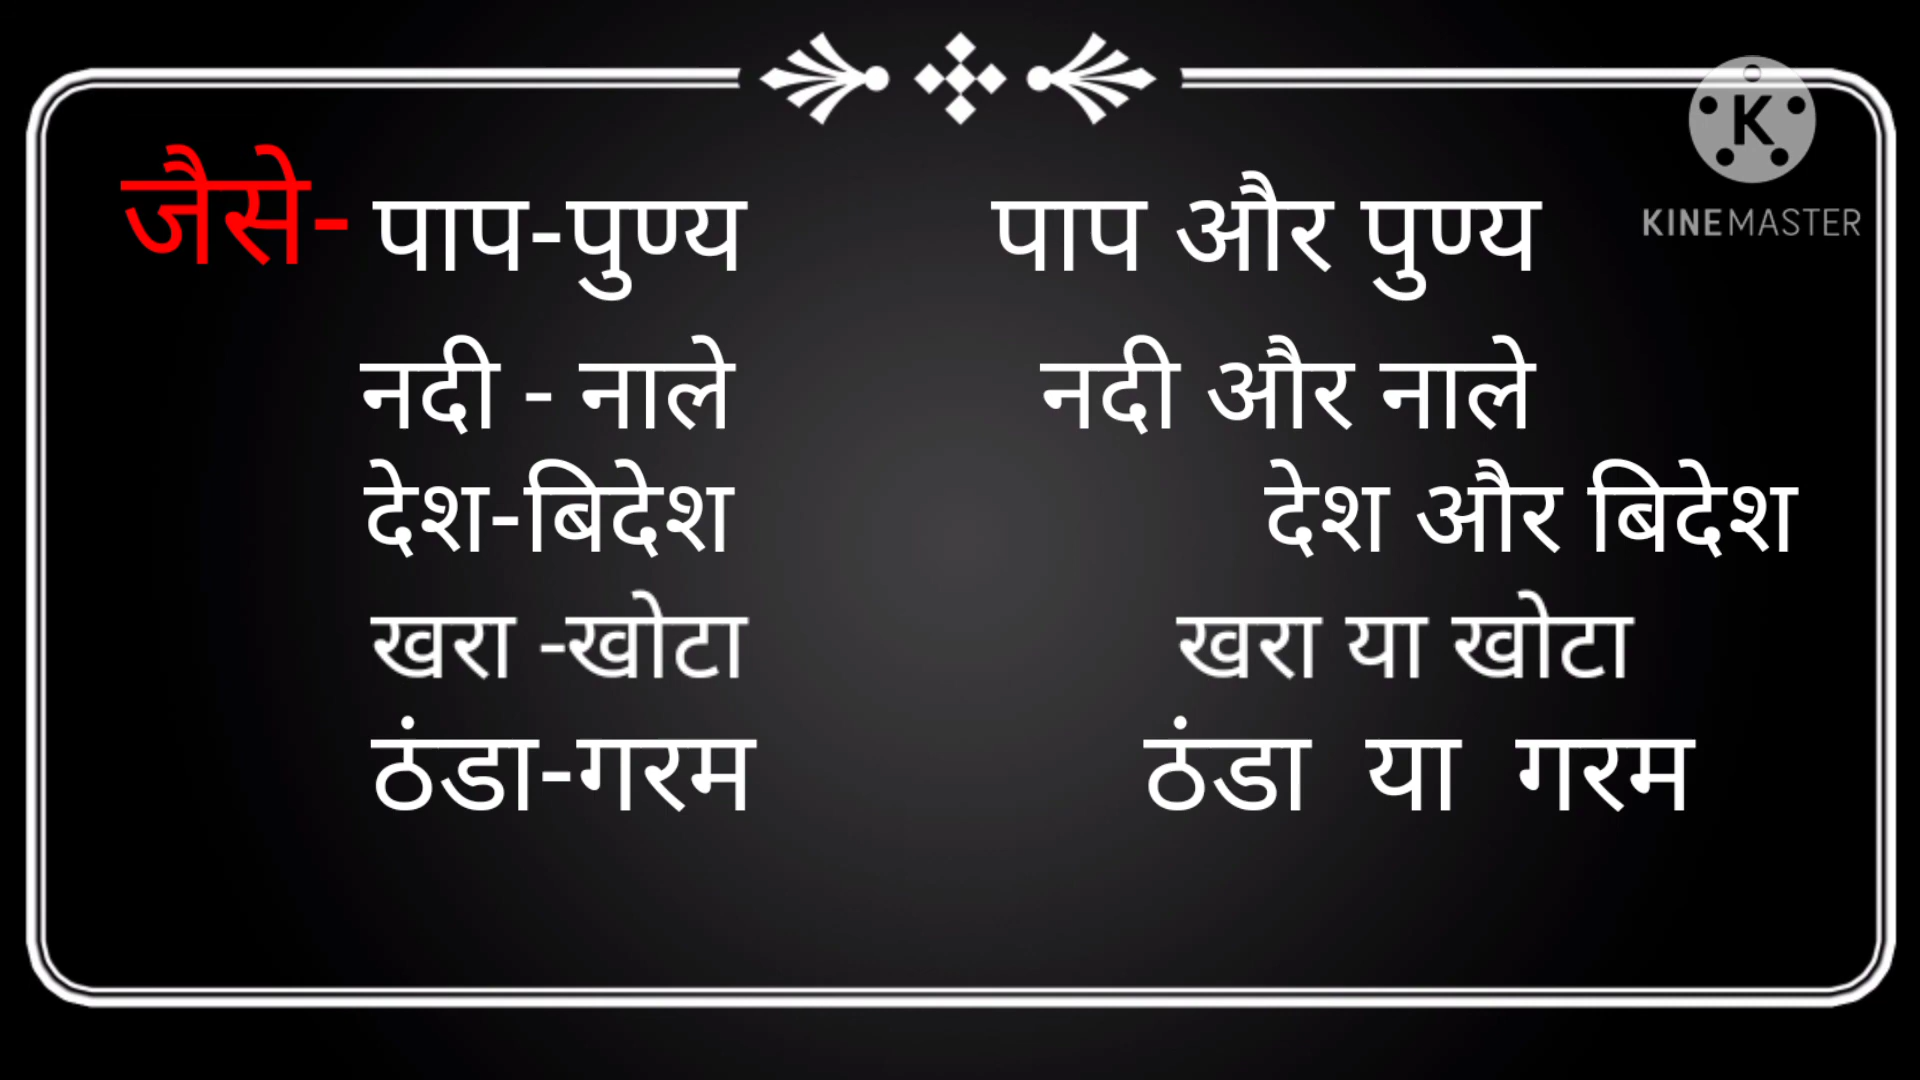 जैसे- पाप-पुण्य पाप और पुण्य
KINEMASTER
नदी - नाले नदी और नाले
देश-बिदेश देश और बिदेश
खरा -खोटा खरा या खोटा
ठंडा-गरम ठंडा या गरम